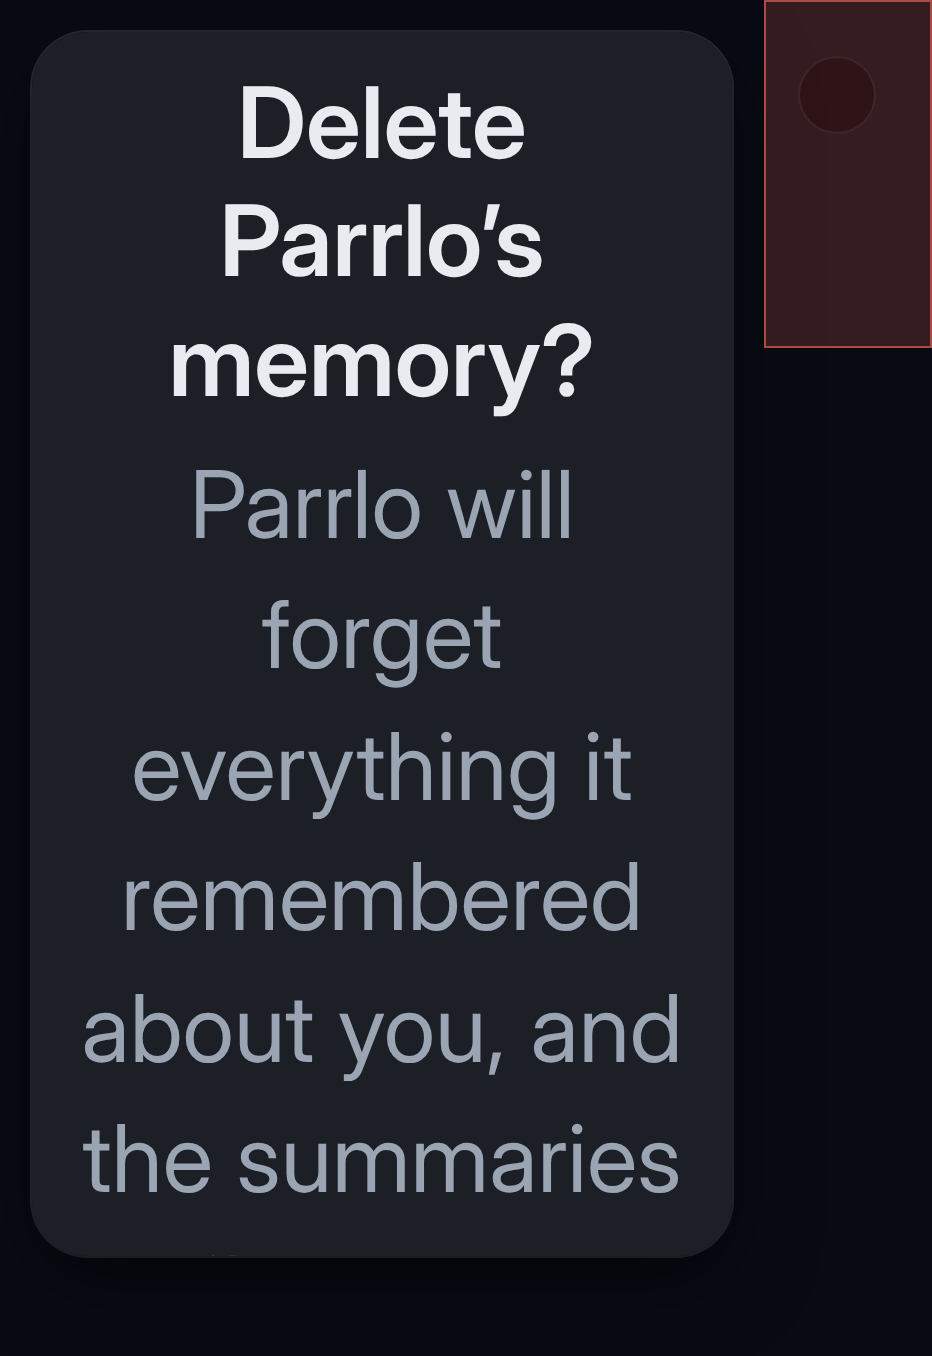 Delete
Parrlo’s
memory?
Parrlo will
forget
everything it
remembered
about you, and
the summaries